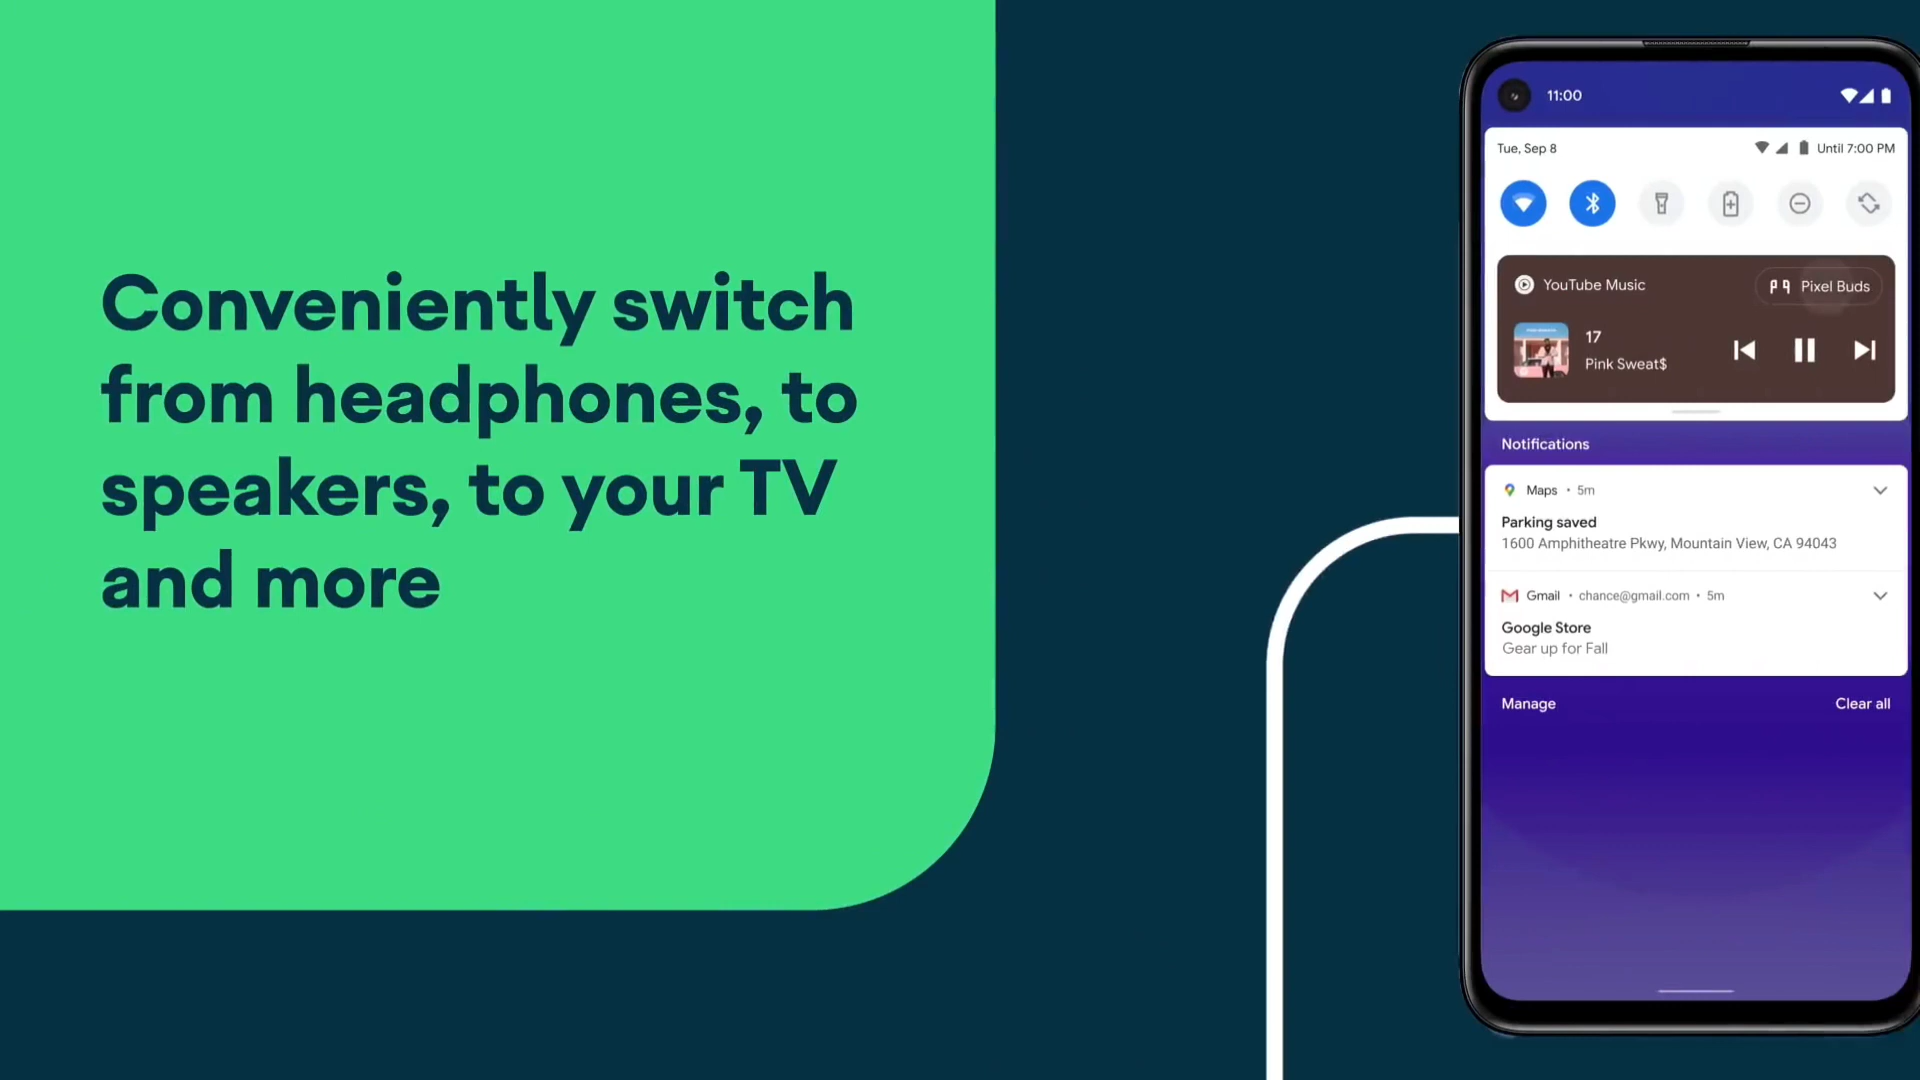 Conveniently switch
from headphones, to
speakers, to your TV
and more
11:00
Tue, Sep 8
Until 7:00 PM
YouTube Music
Pixel Buds
17
Pink Sweat$
Notifications
Maps • 5m
Parking saved
1600 Amphitheatre Pkwy, Mountain View, CA 94043
Gmail • chance@gmail.com • 5m
Google Store
Gear up for Fall
Manage
Clear all